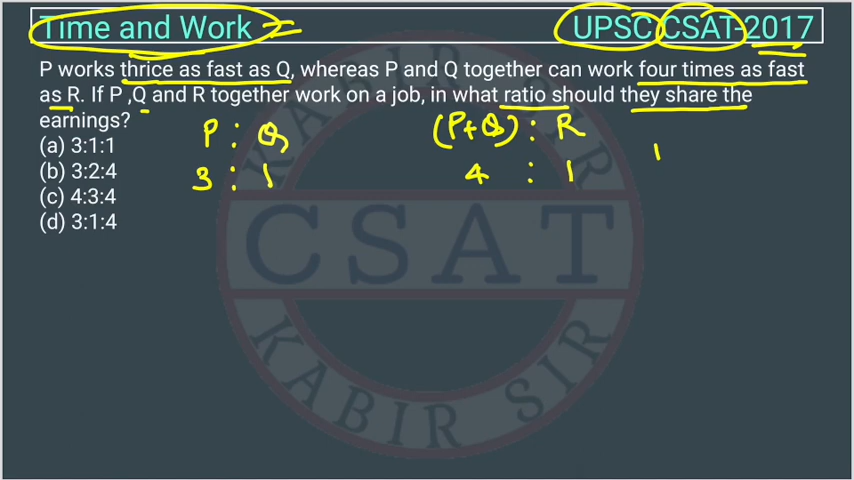 Time and Work UPSC CSAT-2017
P works thrice as fast as Q, whereas P and Q together can work four times as fast
as R. If P ,Q and R together work on a job, in what ratio should they share the
earnings?
(a) 3:1:1
(b) 3:2:4
(c) 4:3:4
(d) 3:1:4
P : Q (P+Q) : R
3 : 1 4 : 1
KABIR SIR
CSAT
KABIR SIR